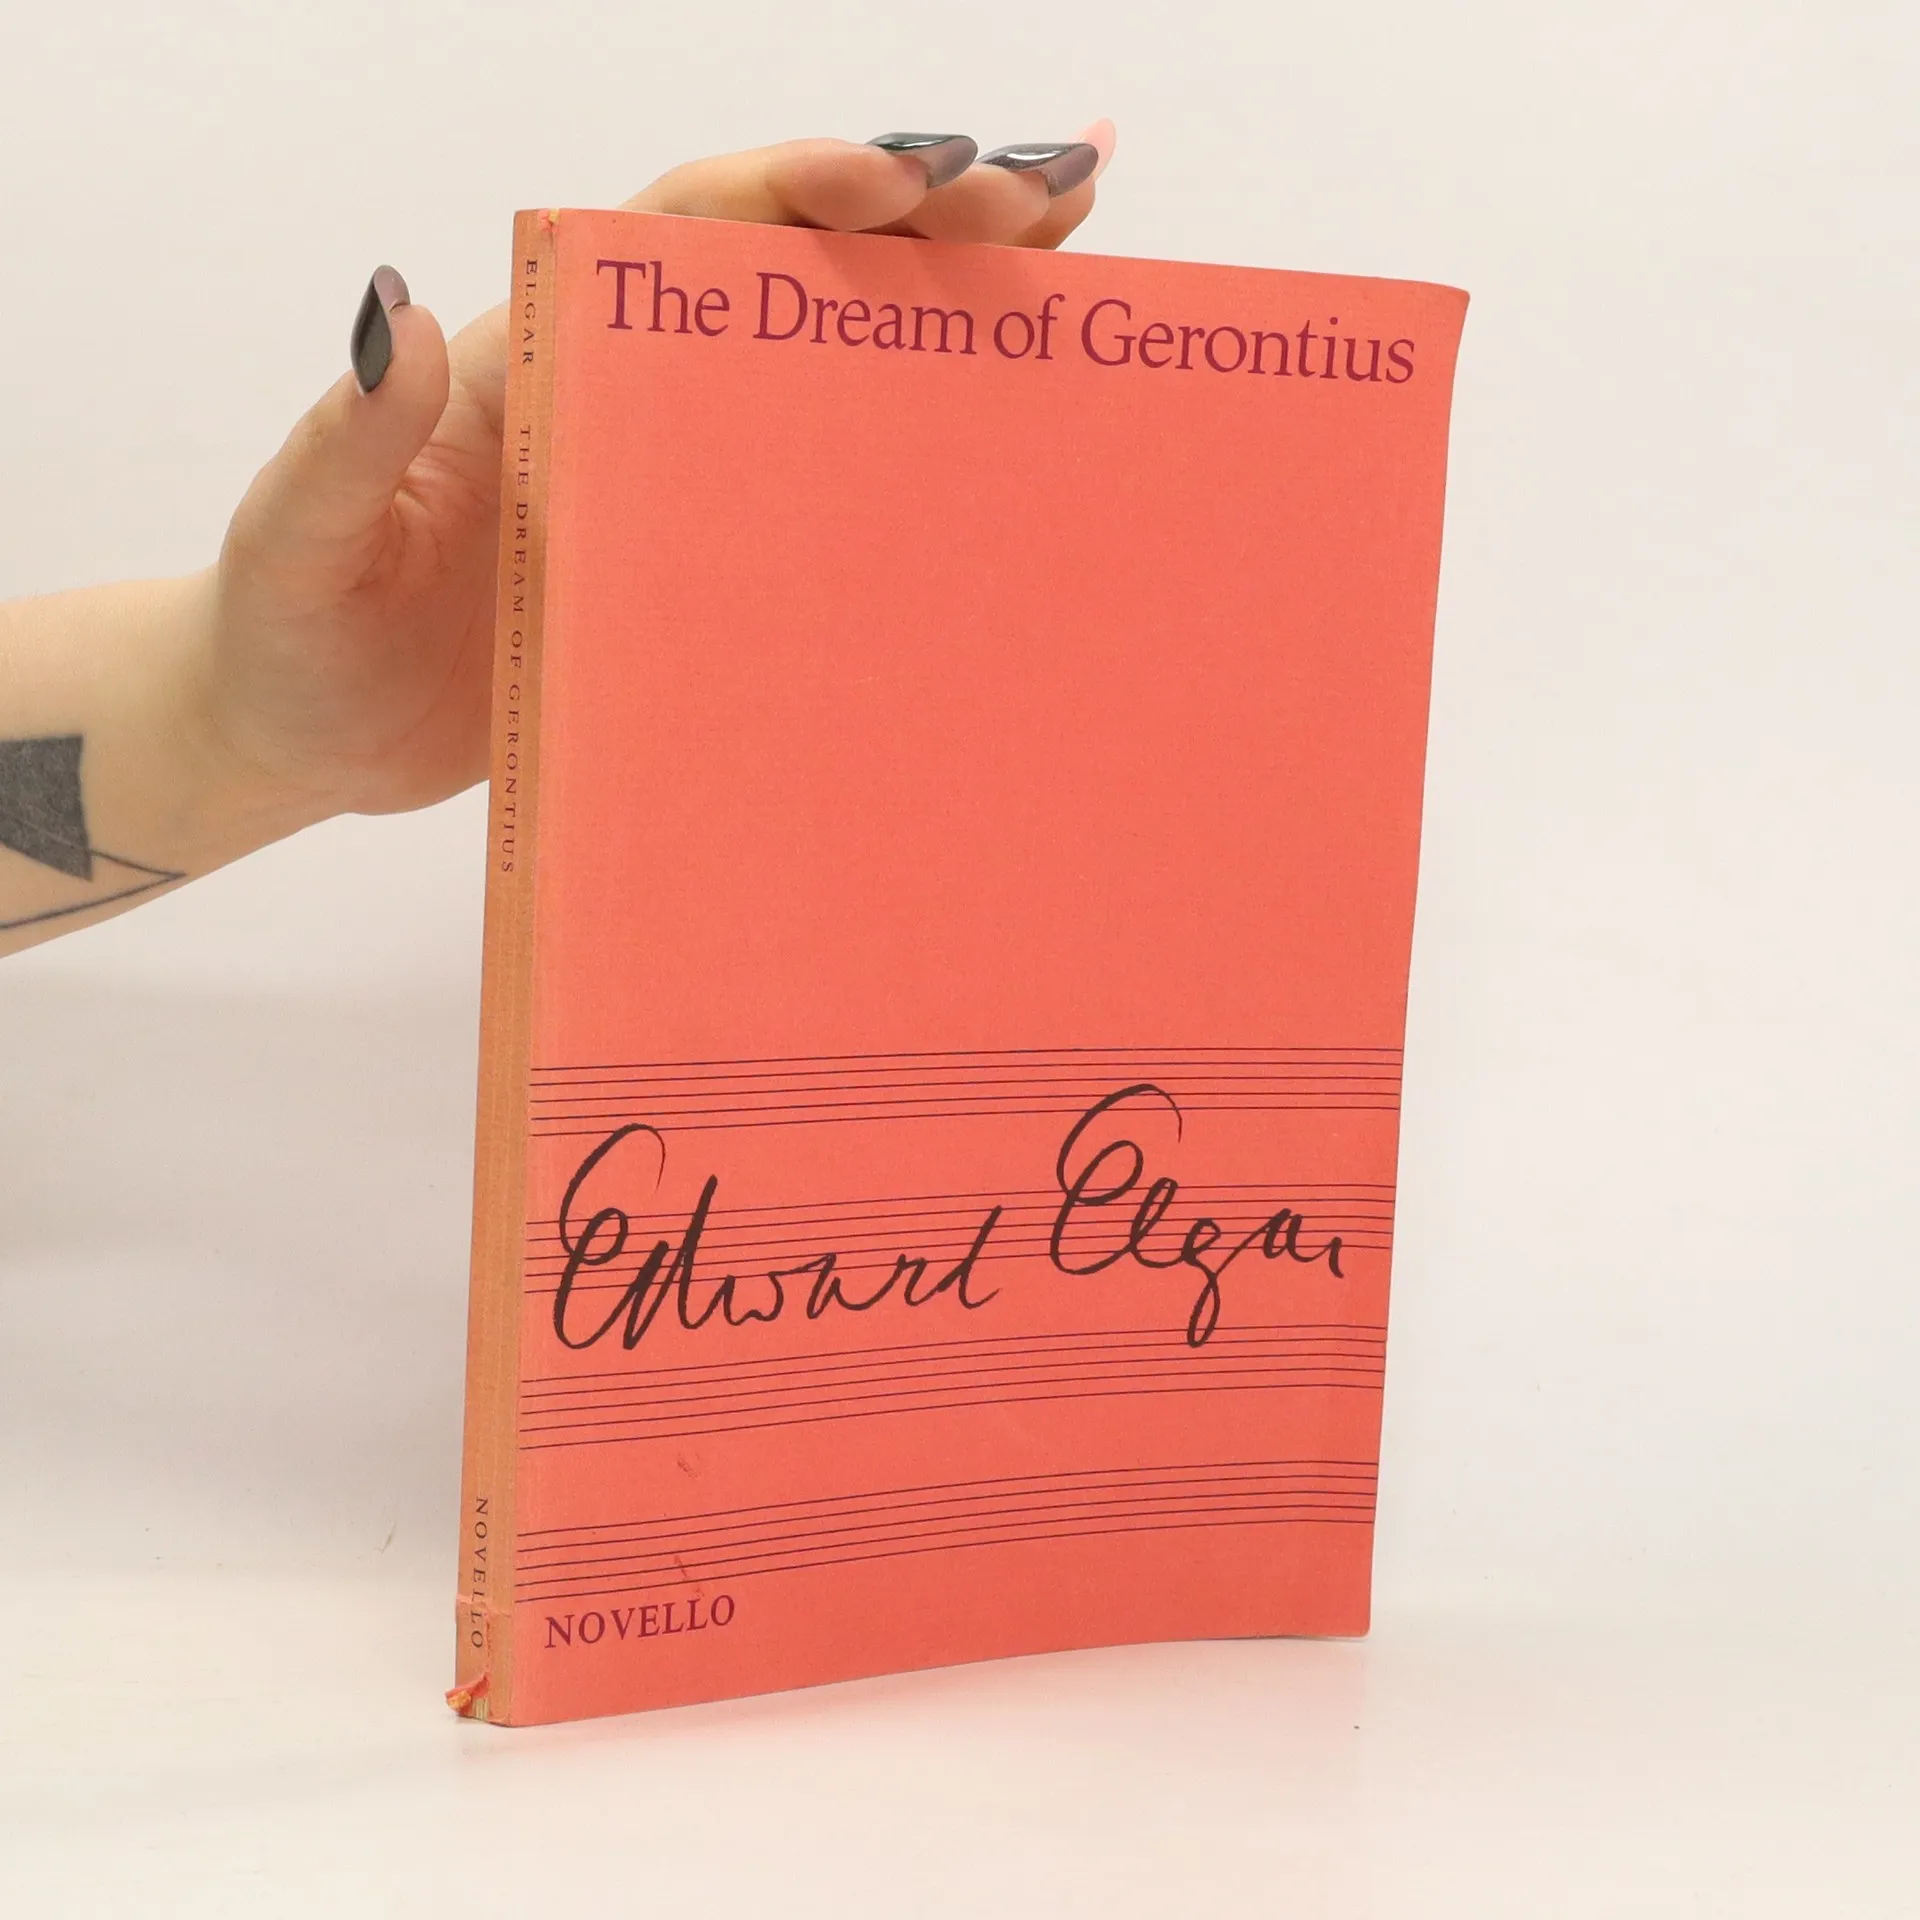 The Dream of Gerontius
Edward Elgar
NOVELLO
ELGAR THE DREAM OF GERONTIUS NOVELLO